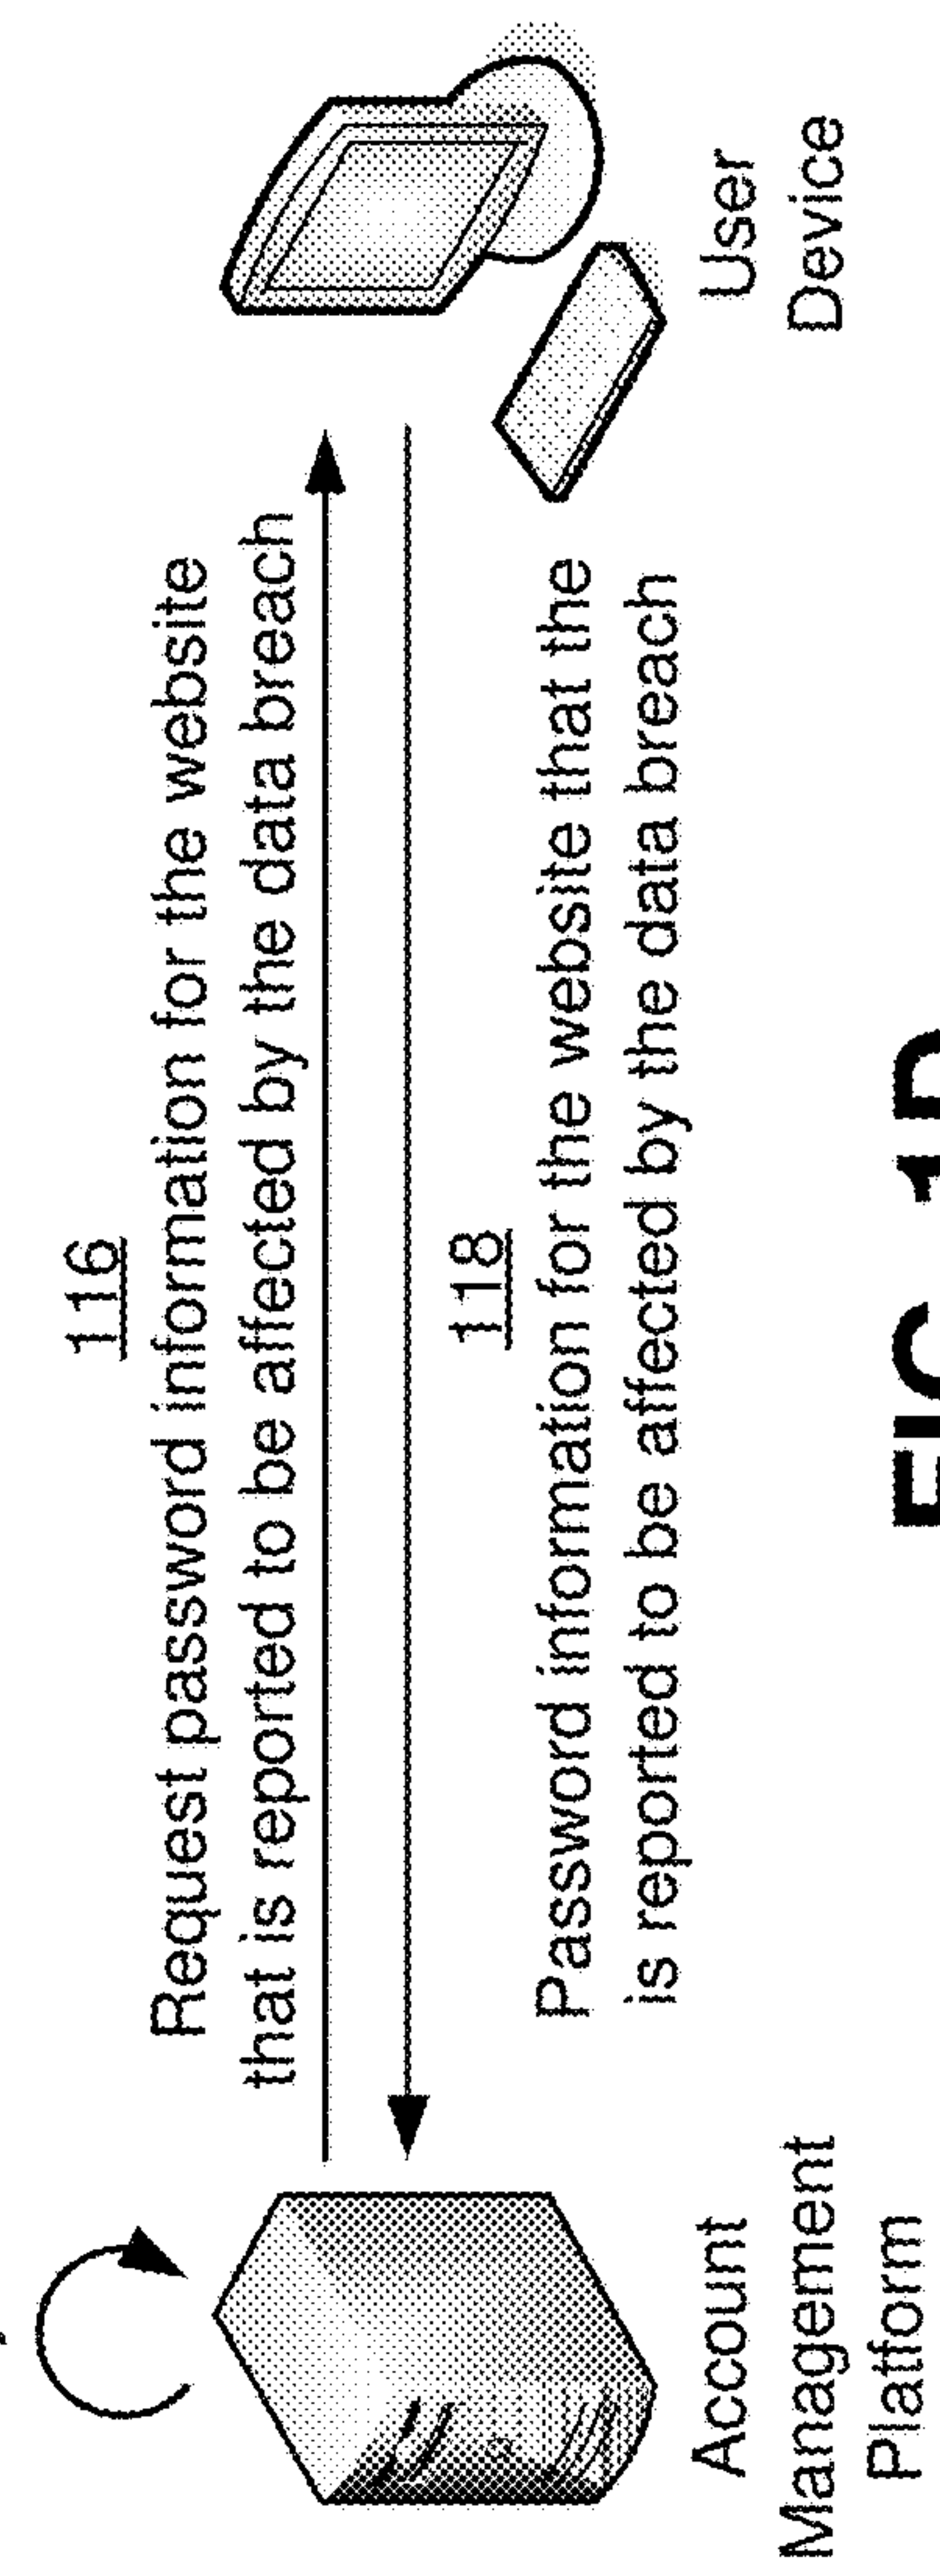 116
Request password information for the website
that is reported to be affected by the data breach
118
Password information for the website that the
is reported to be affected by the data breach
Account
Management
Platform
User
Device